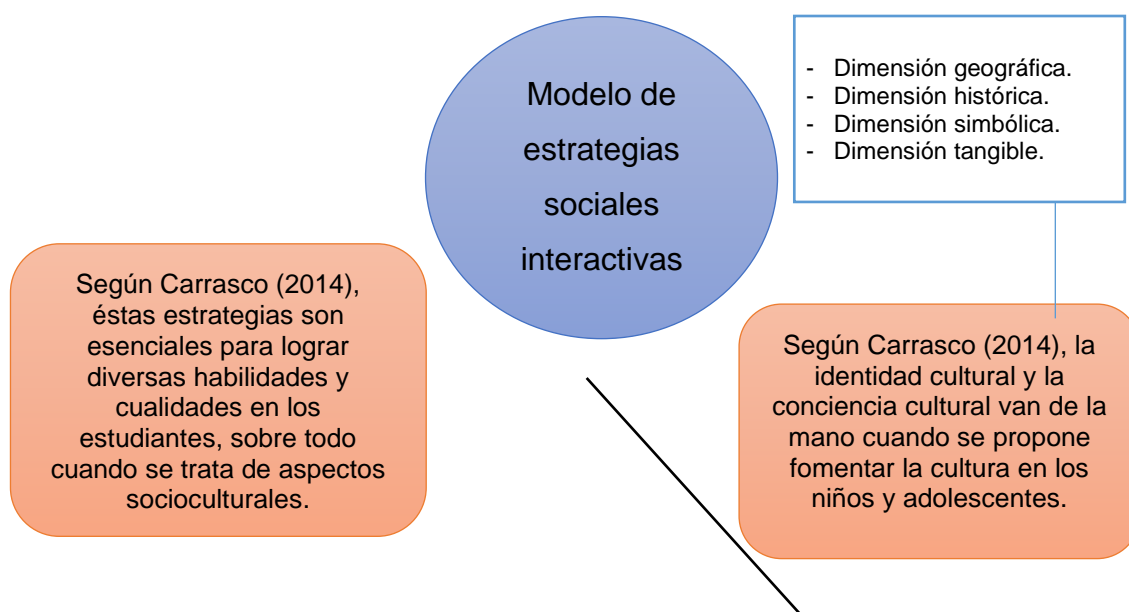 Modelo de
estrategias
sociales
interactivas
- Dimensión geográfica.
- Dimensión histórica.
- Dimensión simbólica.
- Dimensión tangible.
Según Carrasco (2014),
éstas estrategias son
esenciales para lograr
diversas habilidades y
cualidades en los
estudiantes, sobre todo
cuando se trata de aspectos
socioculturales.
Según Carrasco (2014), la
identidad cultural y la
conciencia cultural van de la
mano cuando se propone
fomentar la cultura en los
niños y adolescentes.